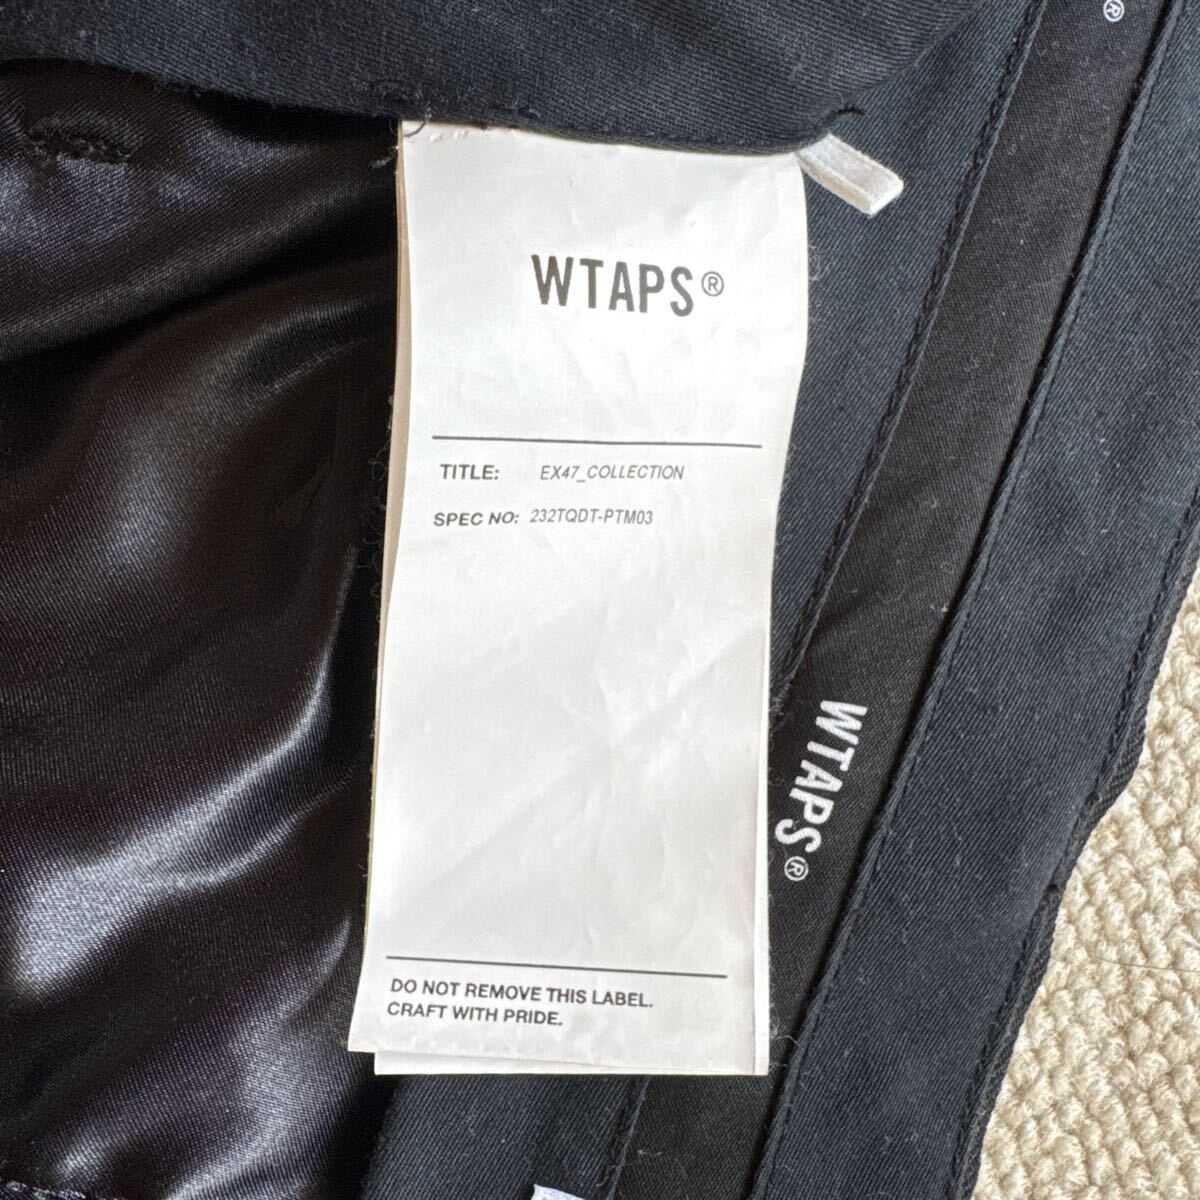 ®
WTAPS®
TITLE: EX47_COLLECTION
SPEC NO: 232TQDT-PTM03
WTAPS®
DO NOT REMOVE THIS LABEL.
CRAFT WITH PRIDE.